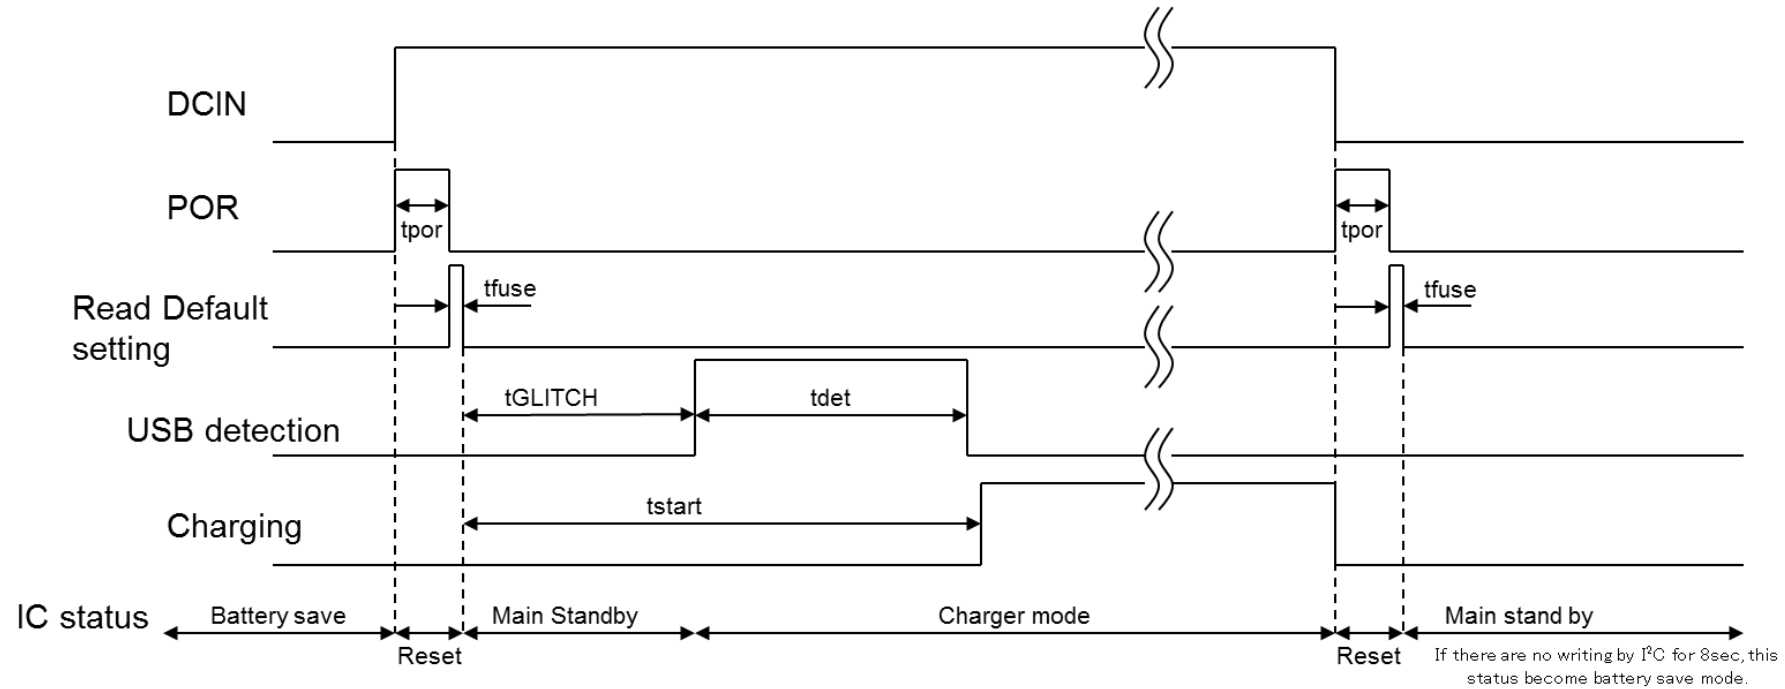 DCIN
POR
tpor
tpor
Read Default
setting
tfuse
tfuse
tGLITCH
tdet
USB detection
tstart
Charging
IC status
Battery save
Main Standby
Charger mode
Main stand by
Reset
Reset
If there are no writing by I²C for 8sec, this
status become battery save mode.